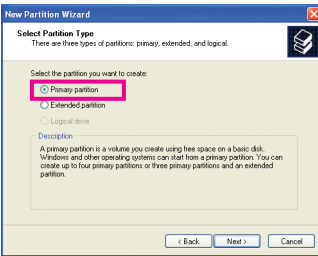 New Partition Wizard
Select Partition Type
There are three types of partitions: primary, extended, and logical.
Select the partition you want to create:
Primary partition
Extended partition
Logical drive
Description
A primary partition is a volume you create using free space on a basic disk.
Windows and other operating systems can start from a primary partition. You can
create up to four primary partitions or three primary partitions and an extended
partition.
< Back
Next >
Cancel